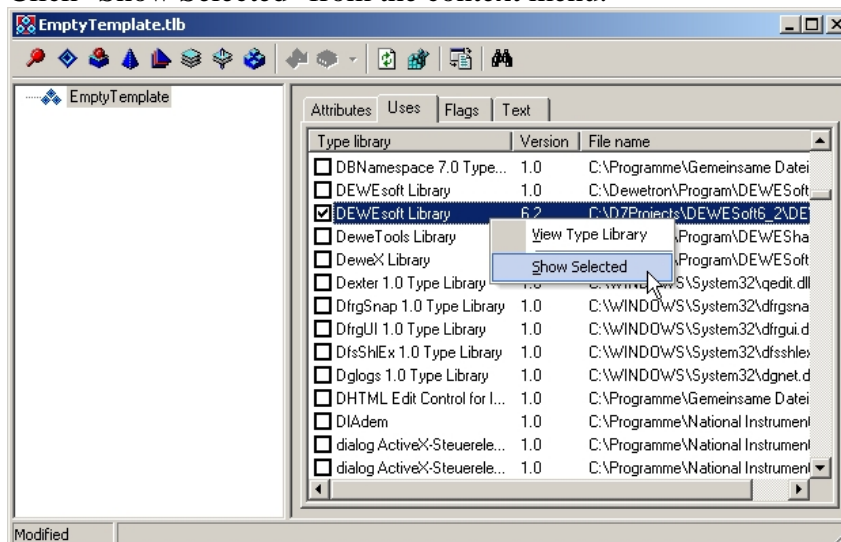 Click "Show Selected" from the context menu.
EmptyTemplate.tlb
EmptyTemplate
Attributes Uses Flags Text
Type library Version File name
DBNamespace 7.0 Type... 1.0 C:\Programme\Gemeinsame Datei
DEWEsoft Library 1.0 C:\Dewetron\Program\DEWESoft
DEWEsoft Library 6.2 C:\D7Projects\DEWESoft6_2\DE
DeweTools Library View Type Library \Program\DEWESha
DeweX Library Show Selected \Program\DEWESoft
Dexter 1.0 Type Library 1.0 C:\WINDOWS\System32\qedit.dll
DfrgSnap 1.0 Type Library 1.0 C:\WINDOWS\System32\dfrgsna
DfrgUI 1.0 Type Library 1.0 C:\WINDOWS\System32\dfrgui.d
DfsShlEx 1.0 Type Library 1.0 C:\WINDOWS\System32\dfsshlex
Dglogs 1.0 Type Library 1.0 C:\WINDOWS\System32\dgnet.d
DHTML Edit Control for I... 1.0 C:\Programme\Gemeinsame Datei
DIAdem 1.0 C:\Programme\National Instrument
dialog ActiveX-Steuerele... 1.0 C:\Programme\National Instrument
dialog ActiveX-Steuerele... 1.0 C:\Programme\National Instrument
Modified